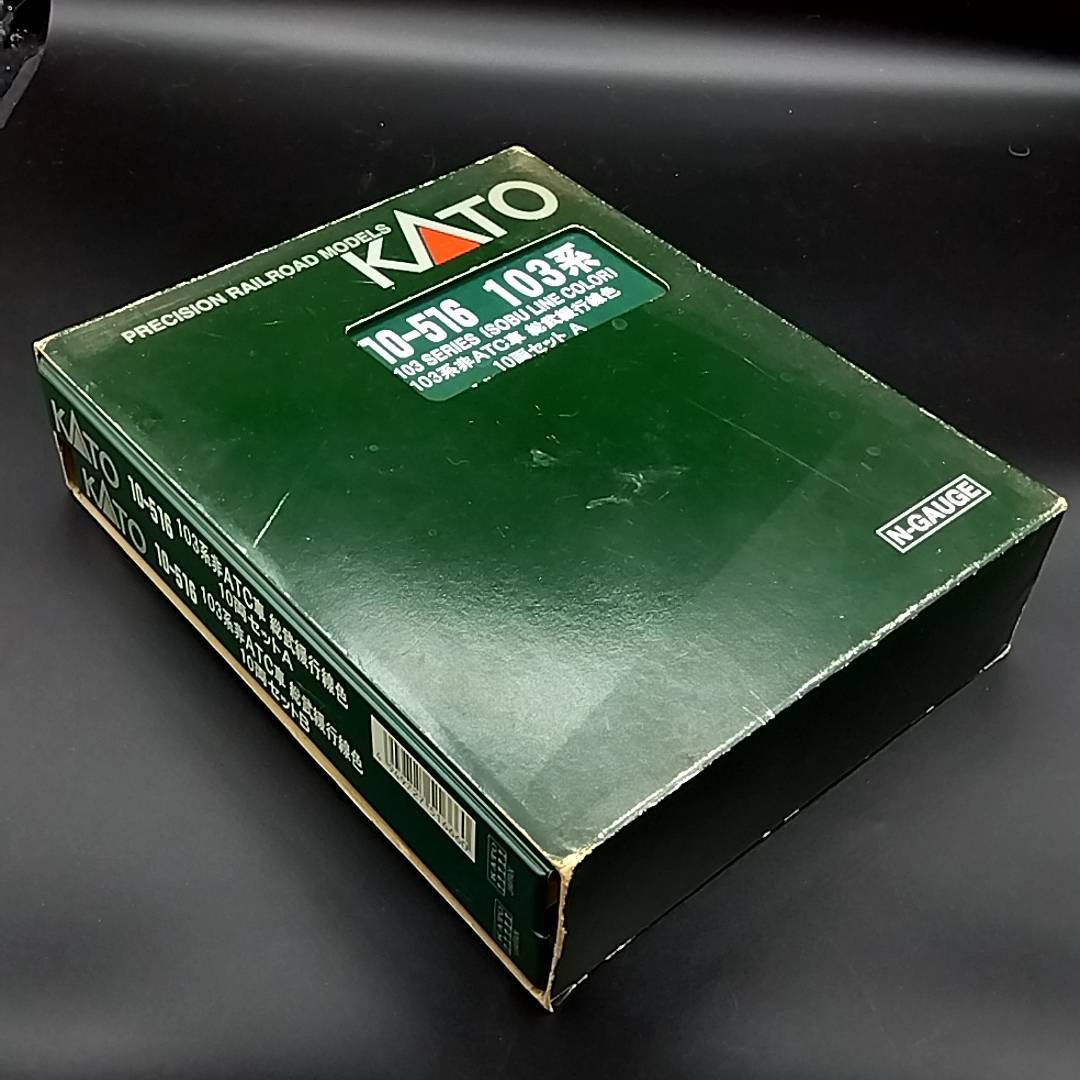 PRECISION RAILROAD MODELS
KATO
10-516 103系
103 SERIES (SOBU LINE COLOR)
103系非ATC車 総武緩行線色
10両セット A
N-GAUGE
KATO 10-516 103系非ATC車 総武緩行線色
10両セット A
KATO 10-516 103系非ATC車 総武緩行線色
10両セット B
KATO
JAPAN
KATO